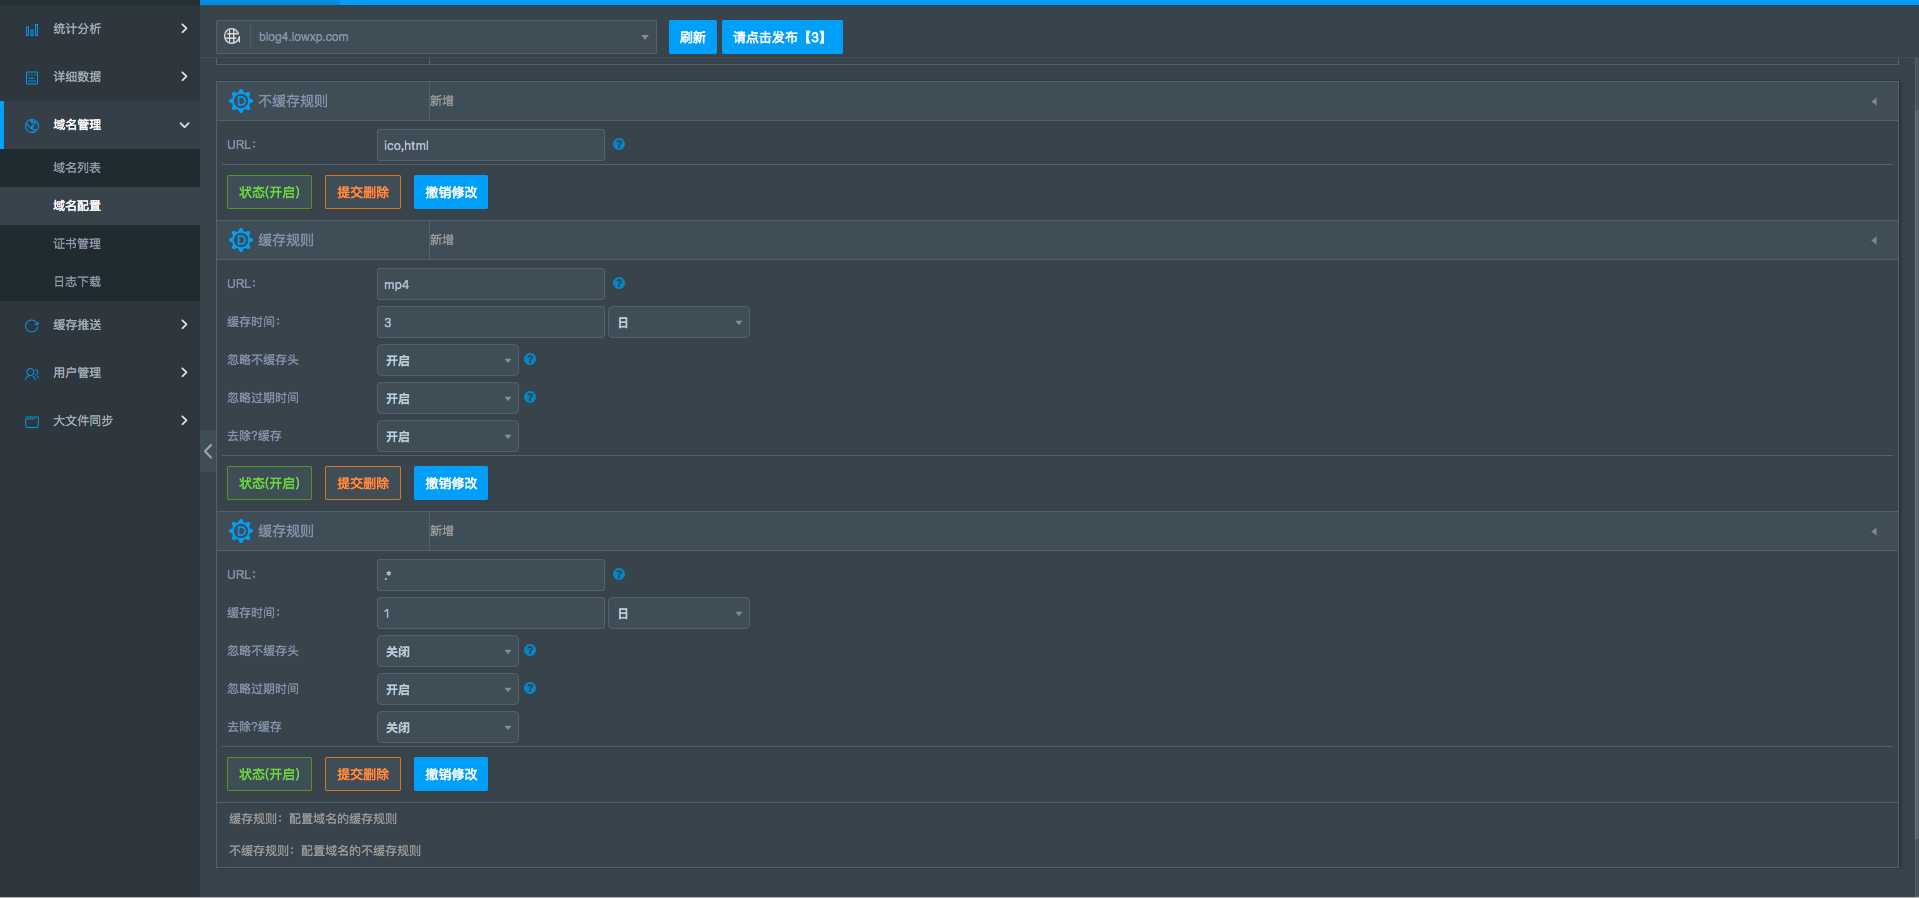 统计分析
详细数据
域名管理
域名列表
域名配置
证书管理
日志下载
缓存推送
用户管理
大文件同步
blog4.lowxp.com
刷新
请点击发布【3】
不缓存规则
新增
URL:
ico,html
状态(开启)
提交删除
撤销修改
缓存规则
新增
URL:
mp4
缓存时间:
3
日
忽略不缓存头
开启
忽略过期时间
开启
去除?缓存
开启
状态(开启)
提交删除
撤销修改
缓存规则
新增
URL:
.*
缓存时间:
1
日
忽略不缓存头
关闭
忽略过期时间
开启
去除?缓存
关闭
状态(开启)
提交删除
撤销修改
缓存规则：配置域名的缓存规则
不缓存规则：配置域名的不缓存规则